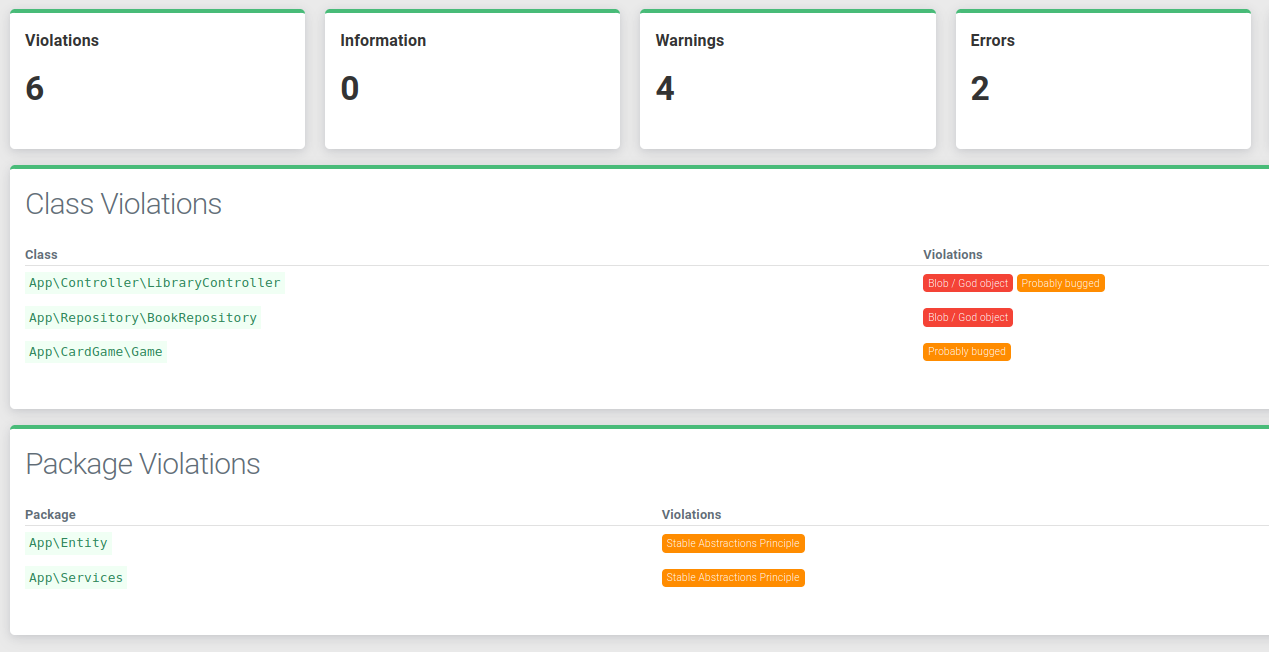 Violations Information Warnings Errors
6 0 4 2
Class Violations
Class Violations
App\Controller\LibraryController Blob / God object Probably bugged
App\Repository\BookRepository Blob / God object
App\CardGame\Game Probably bugged
Package Violations
Package Violations
App\Entity Stable Abstractions Principle
App\Services Stable Abstractions Principle